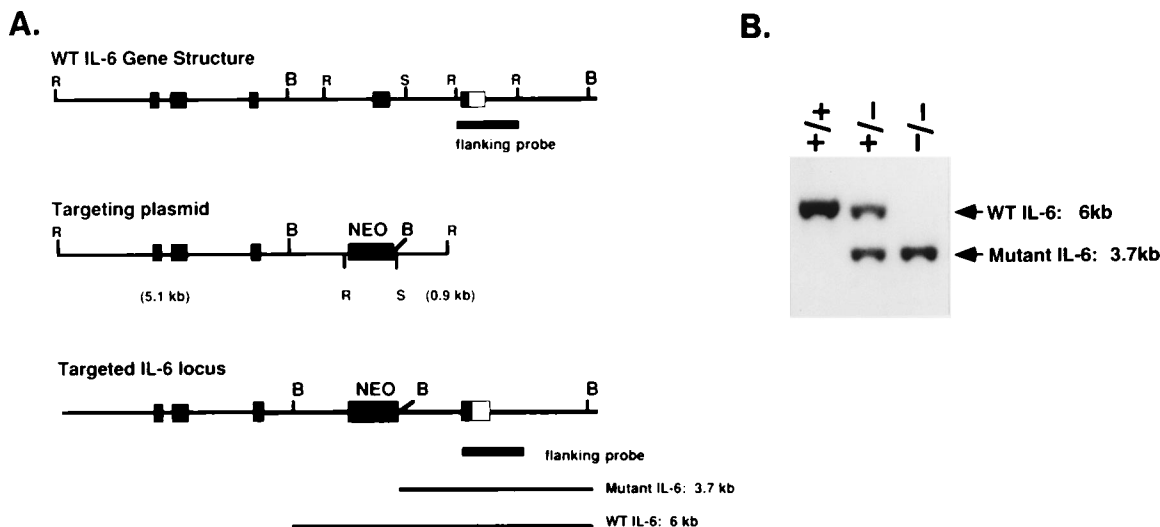 A.
WT IL-6 Gene Structure
R B R S R R B
flanking probe
Targeting plasmid
R B NEO B R
(5.1 kb) R S (0.9 kb)
Targeted IL-6 locus
B NEO B B
flanking probe
Mutant IL-6: 3.7 kb
WT IL-6: 6 kb
B.
+/+ +/− −/−
WT IL-6: 6kb
Mutant IL-6: 3.7kb